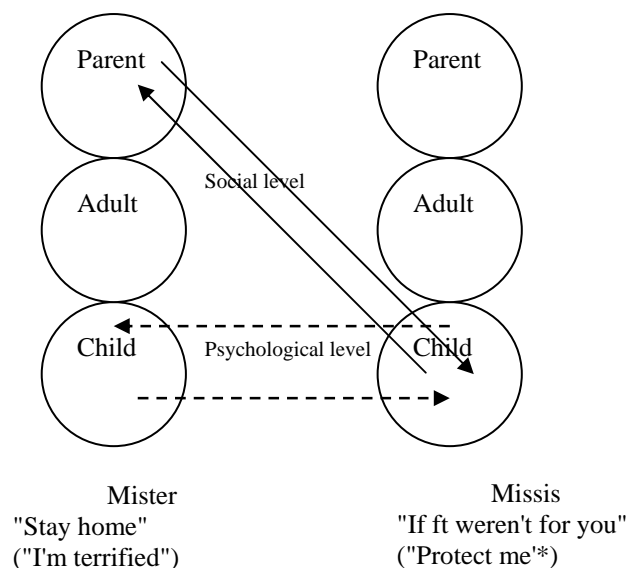 Parent Parent
Social level
Adult Adult
Child Psychological level Child
Mister Missis
"Stay home" "If ft weren't for you"
("I'm terrified") ("Protect me'*)